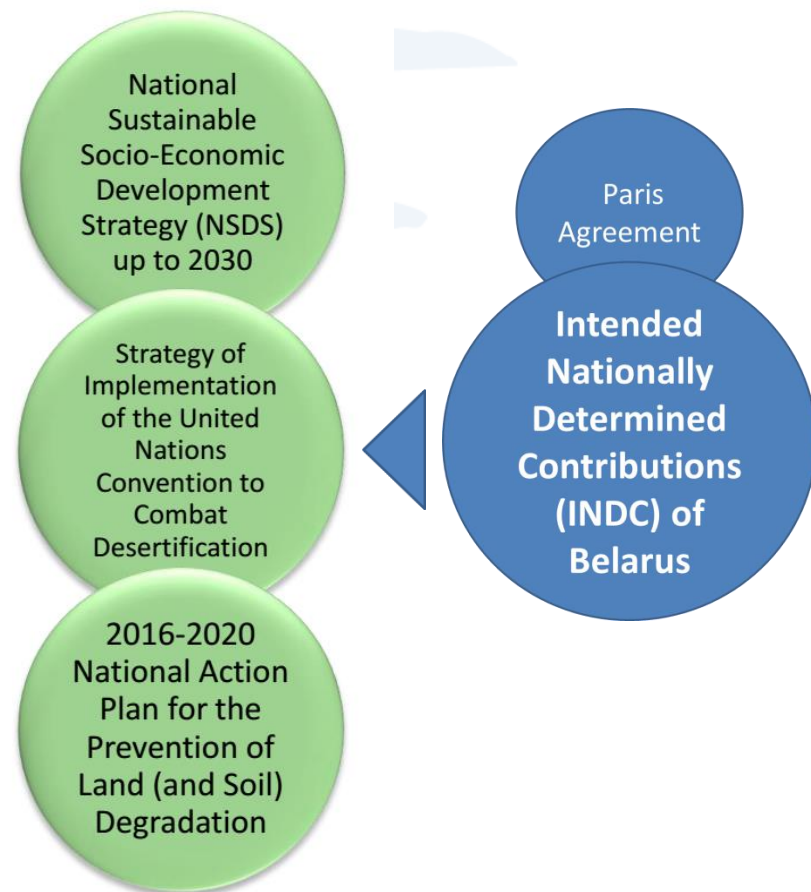 National
Sustainable
Socio-Economic
Development
Strategy (NSDS)
up to 2030
Strategy of
Implementation
of the United
Nations
Convention to
Combat
Desertification
2016-2020
National Action
Plan for the
Prevention of
Land (and Soil)
Degradation
Paris
Agreement
Intended
Nationally
Determined
Contributions
(INDC) of
Belarus